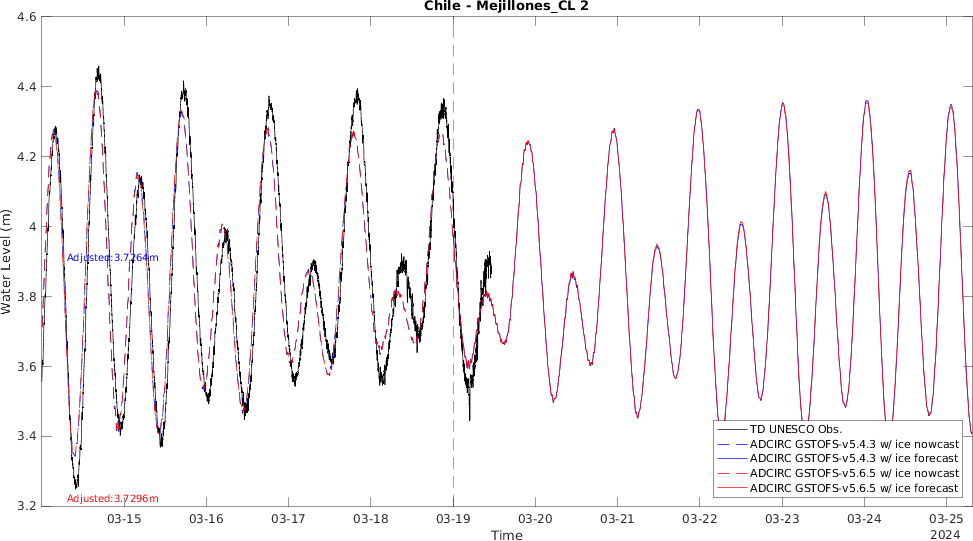 Chile - Mejillones_CL 2
4.6
4.4
4.2
4
3.8
3.6
3.4
3.2
Water Level (m)
Adjusted:3.7264m
Adjusted:3.7296m
TD UNESCO Obs.
ADCIRC GSTOFS-v5.4.3 w/ ice nowcast
ADCIRC GSTOFS-v5.4.3 w/ ice forecast
ADCIRC GSTOFS-v5.6.5 w/ ice nowcast
ADCIRC GSTOFS-v5.6.5 w/ ice forecast
03-15 03-16 03-17 03-18 03-19 03-20 03-21 03-22 03-23 03-24 03-25
Time
2024